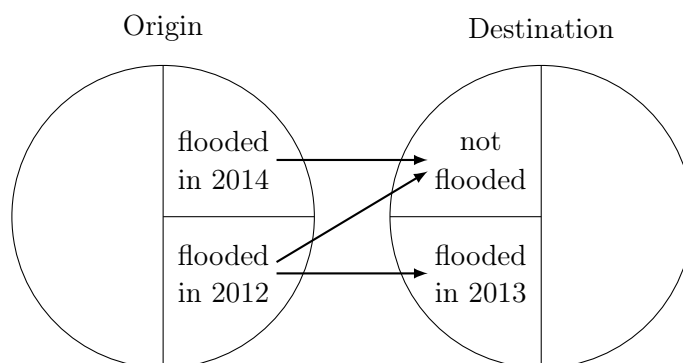 Origin
Destination
flooded
in 2014
not
flooded
flooded
in 2012
flooded
in 2013